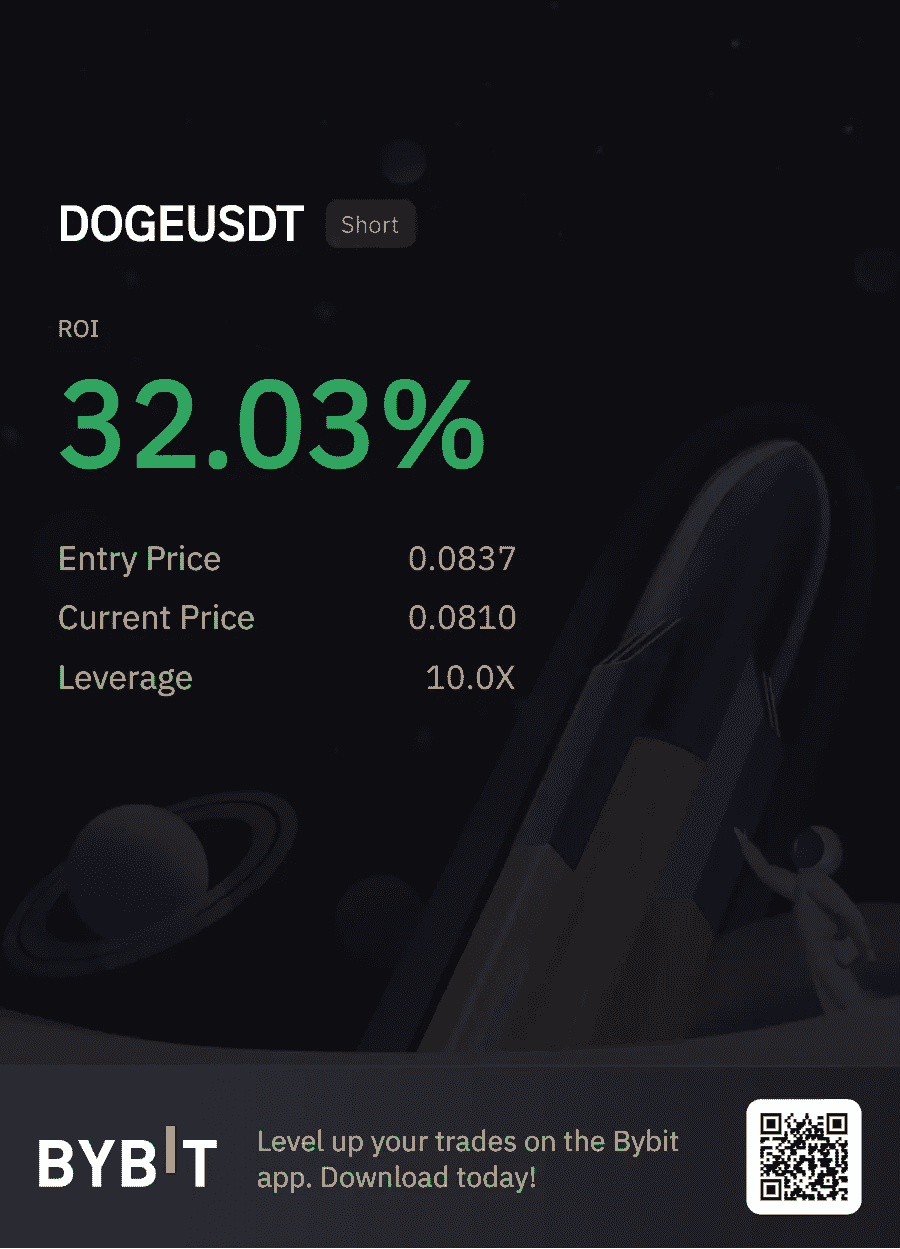 DOGEUSDT Short
ROI
32.03%
Entry Price 0.0837
Current Price 0.0810
Leverage 10.0X
BYBIT
Level up your trades on the Bybit
app. Download today!